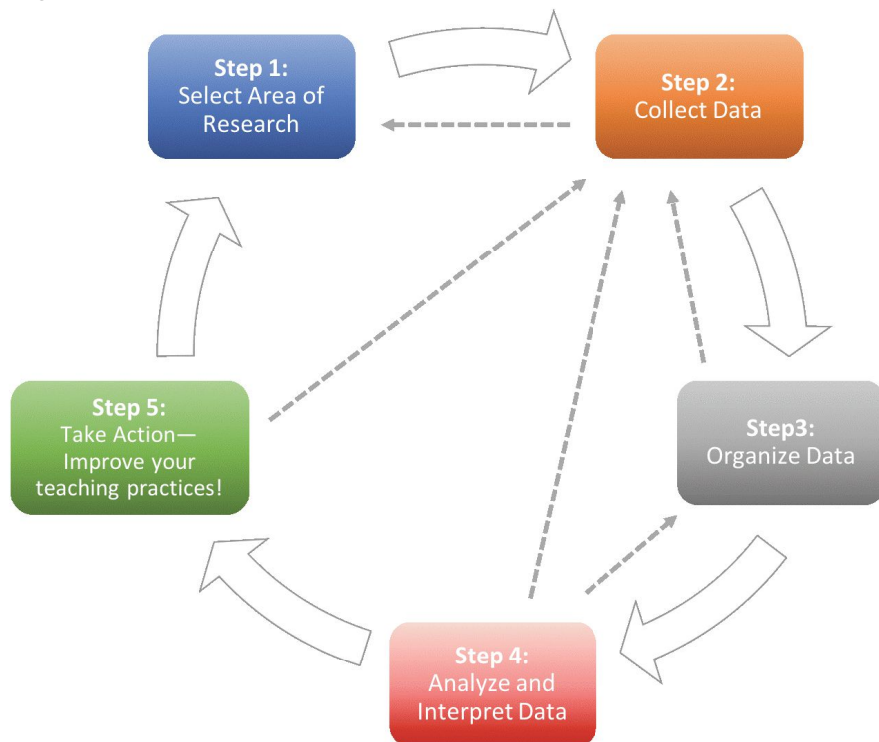 Step 1:
Select Area of
Research
Step 2:
Collect Data
Step3:
Organize Data
Step 4:
Analyze and
Interpret Data
Step 5:
Take Action—
Improve your
teaching practices!